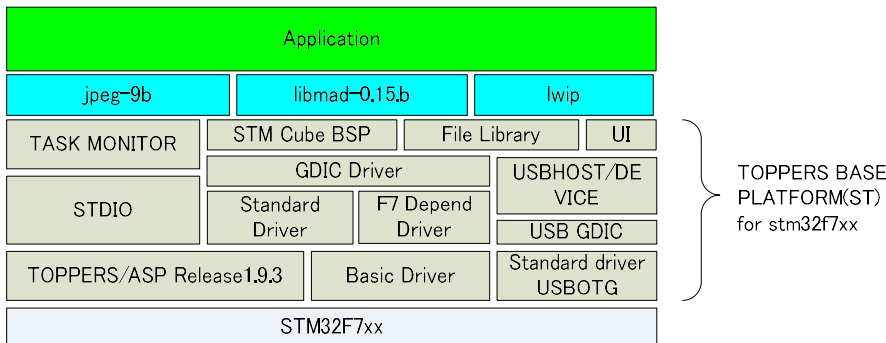 Application
jpeg-9b
libmad-0.15.b
lwip
TASK MONITOR
STM Cube BSP
File Library
UI
GDIC Driver
USBHOST/DE
VICE
STDIO
Standard
Driver
F7 Depend
Driver
USB GDIC
TOPPERS/ASP Release1.9.3
Basic Driver
Standard driver
USBOTG
STM32F7xx
TOPPERS BASE
PLATFORM(ST)
for stm32f7xx